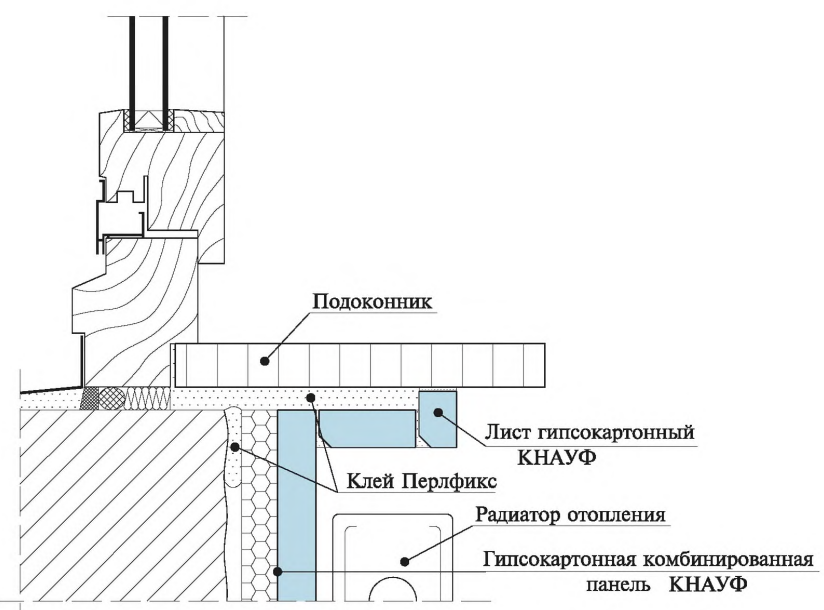 Подоконник
Лист гипсокартонный
КНАУФ
Клей Перлфикс
Радиатор отопления
Гипсокартонная комбинированная
панель КНАУФ